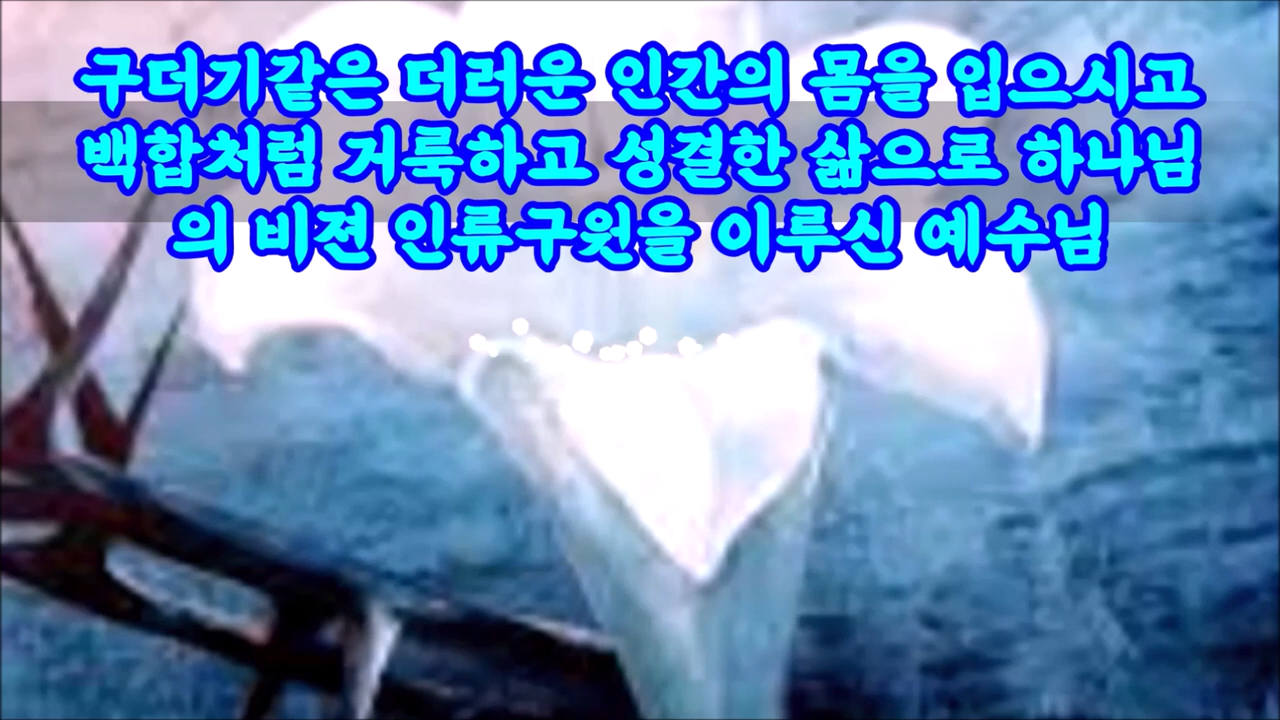 구더기같은 더러운 인간의 몸을 입으시고
백합처럼 거룩하고 성결한 삶으로 하나님
의 비젼 인류구원을 이루신 예수님